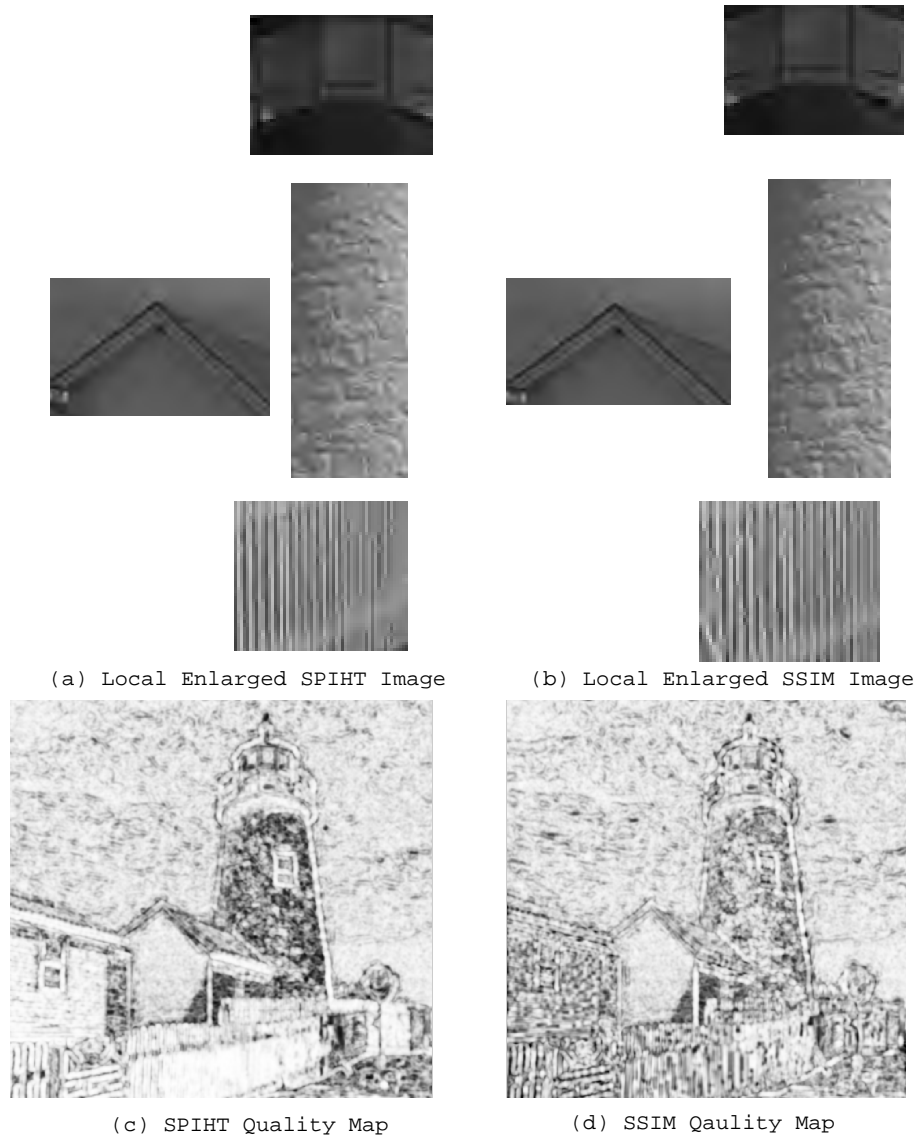 (a) Local Enlarged SPIHT Image
(b) Local Enlarged SSIM Image
(c) SPIHT Quality Map
(d) SSIM Qaulity Map